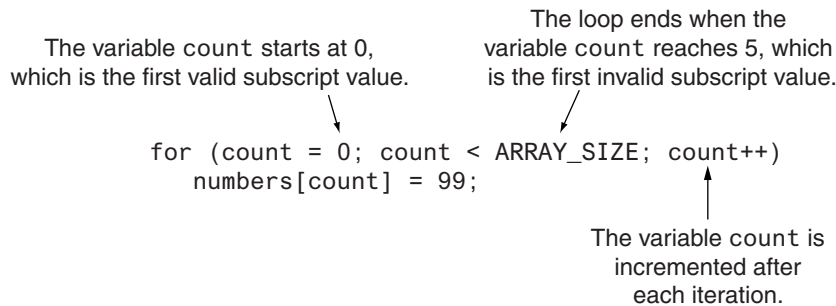 The variable count starts at 0,
which is the first valid subscript value.
The loop ends when the
variable count reaches 5, which
is the first invalid subscript value.
for (count = 0; count < ARRAY_SIZE; count++)
numbers[count] = 99;
The variable count is
incremented after
each iteration.